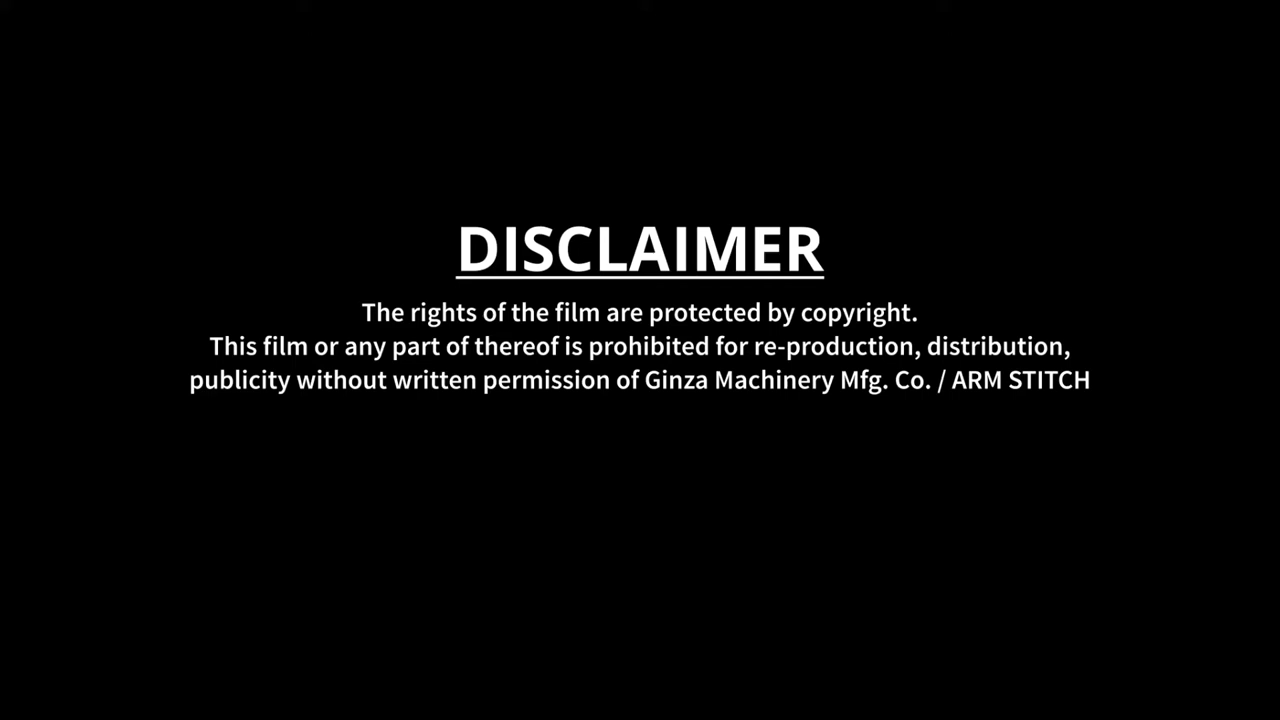 DISCLAIMER
The rights of the film are protected by copyright.
This film or any part of thereof is prohibited for re-production, distribution,
publicity without written permission of Ginza Machinery Mfg. Co. / ARM STITCH